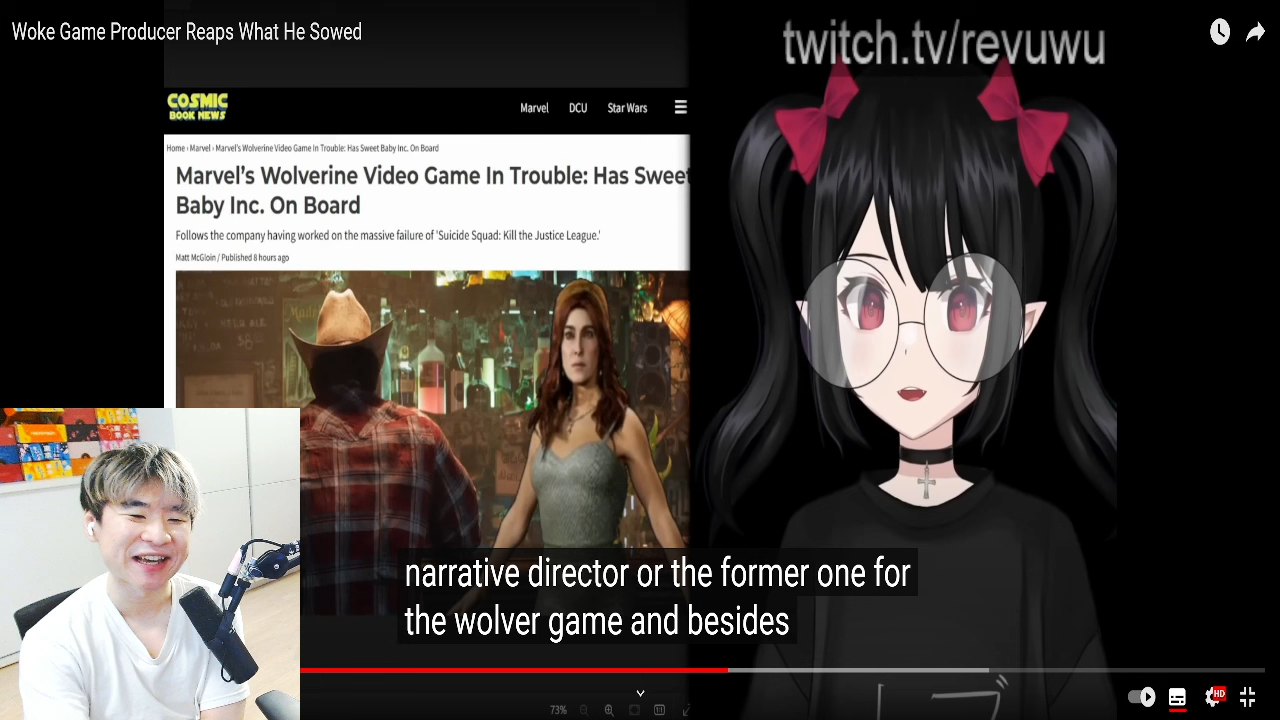 Woke Game Producer Reaps What He Sowed
twitch.tv/revuwu
COSMIC
BOOK NEWS
Marvel DCU Star Wars
Home › Marvel › Marvel's Wolverine Video Game In Trouble: Has Sweet Baby Inc. On Board
Marvel's Wolverine Video Game In Trouble: Has Sweet
Baby Inc. On Board
Follows the company having worked on the massive failure of 'Suicide Squad: Kill the Justice League.'
Matt McGloin / Published 8 hours ago
narrative director or the former one for
the wolver game and besides
73%
HD